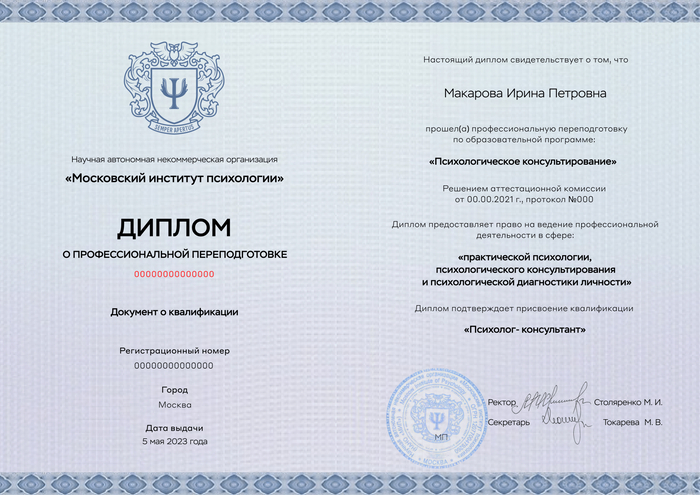 SEMPER APERTUS
Научная автономная некоммерческая организация
«Московский институт психологии»
ДИПЛОМ
О ПРОФЕССИОНАЛЬНОЙ ПЕРЕПОДГОТОВКЕ
00000000000000
Документ о квалификации
Регистрационный номер
00000000000000
Город
Москва
Дата выдачи
5 мая 2023 года
Настоящий диплом свидетельствует о том, что
Макарова Ирина Петровна
прошел(а) профессиональную переподготовку
по образовательной программе:
«Психологическое консультирование»
Решением аттестационной комиссии
от 00.00.2021 г., протокол №000
Диплом предоставляет право на ведение профессиональной
деятельности в сфере:
«практической психологии,
психологического консультирования
и психологической диагностики личности»
Диплом подтверждает присвоение квалификации
«Психолог- консультант»
Ректор Столяренко М. И.
Секретарь Токарева М. В.
МП
МОСКВА